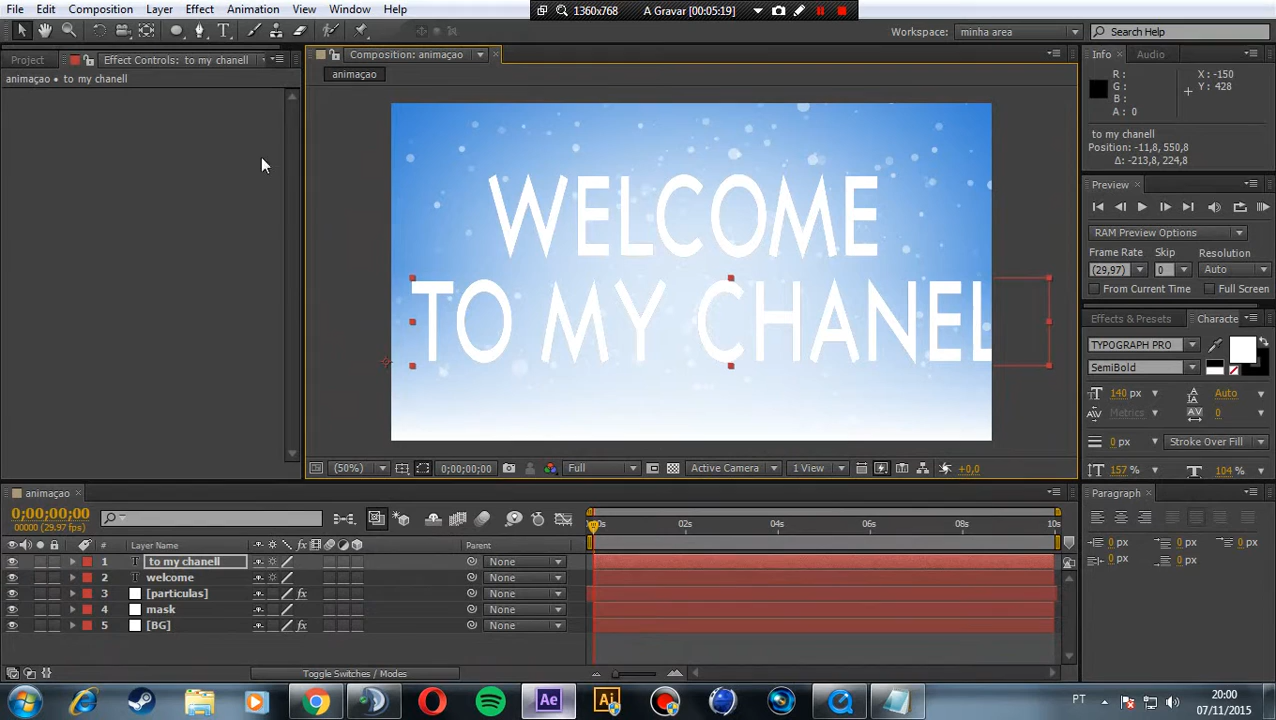 File Edit Composition Layer Effect Animation View Window Help
1360x768 A Gravar [00:05:19]
Workspace: minha area Search Help
Project Effect Controls: to my chanell
animaçao • to my chanell
Composition: animaçao
animaçao
WELCOME
TO MY CHANEL
(50%) 0;00;00;00 Full Active Camera 1 View +0,0
Info Audio
R: X: -150
G: Y: 428
B:
A: 0
to my chanell
Position: -11,8, 550,8
Δ: -213,8, 224,8
Preview
RAM Preview Options
Frame Rate Skip Resolution
(29,97) 0 Auto
From Current Time Full Screen
Effects & Presets Characte
TYPOGRAPH PRO
SemiBold
140 px Auto
Metrics 0
0 px Stroke Over Fill
157 % 104 %
Paragraph
0 px 0 px 0 px
0 px 0 px
animaçao
0;00;00;00
00000 (29.97 fps)
00s 02s 04s 06s 08s 10s
# Layer Name Parent
1 to my chanell None
2 welcome None
3 [particulas] None
4 mask None
5 [BG] None
Toggle Switches / Modes
PT 20:00
07/11/2015